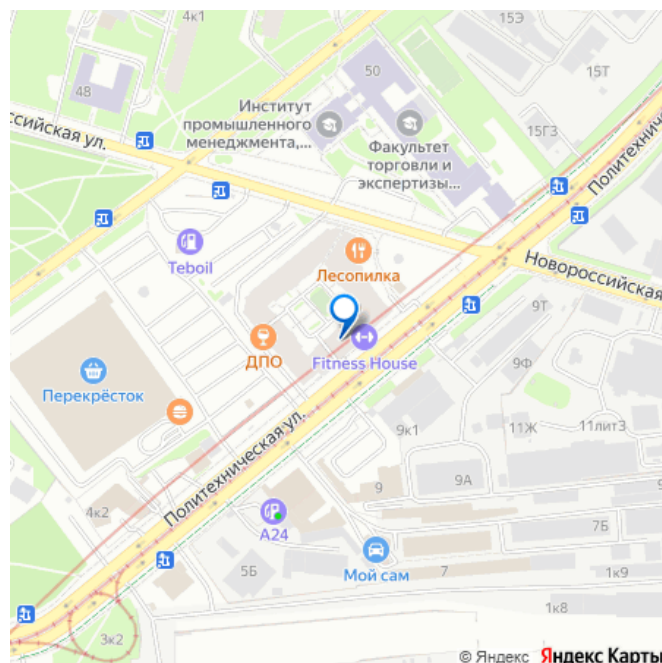 4к1
15Э
15Т
50
48
Институт
промышленного
менеджмента,...
Факультет
торговли и
экспертизы...
15Г3
ссийская ул.
Политехническ
Teboil
Лесопилка
Новороссийская
9Т
ДПО
Fitness House
9Ф
Перекрёсток
Политехническая ул.
9к1
11Ж
11лит3
9
9А
4к2
А24
7Б
5Б
Мой сам
7
1к9
1к8
3к2
© Яндекс Яндекс Карты